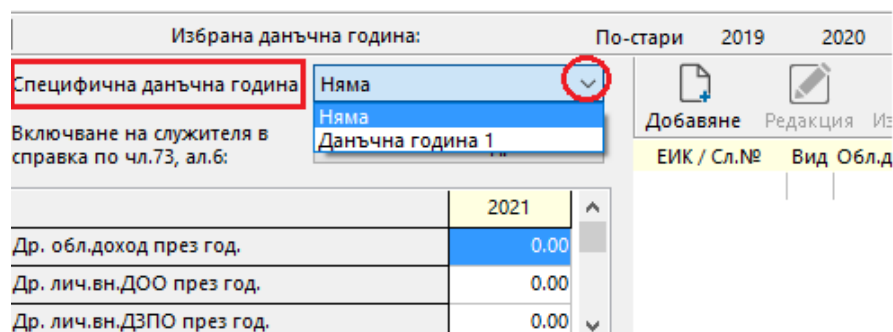 Избрана данъчна година:
По-стари 2019 2020
Специфична данъчна година
Няма
Няма
Данъчна година 1
Включване на служителя в
справка по чл.73, ал.6:
Добавяне Редакция
ЕИК / Сл.№ Вид Обл.д
2021
Др. обл.доход през год. 0.00
Др. лич.вн.ДОО през год. 0.00
Др. лич.вн.ДЗПО през год. 0.00